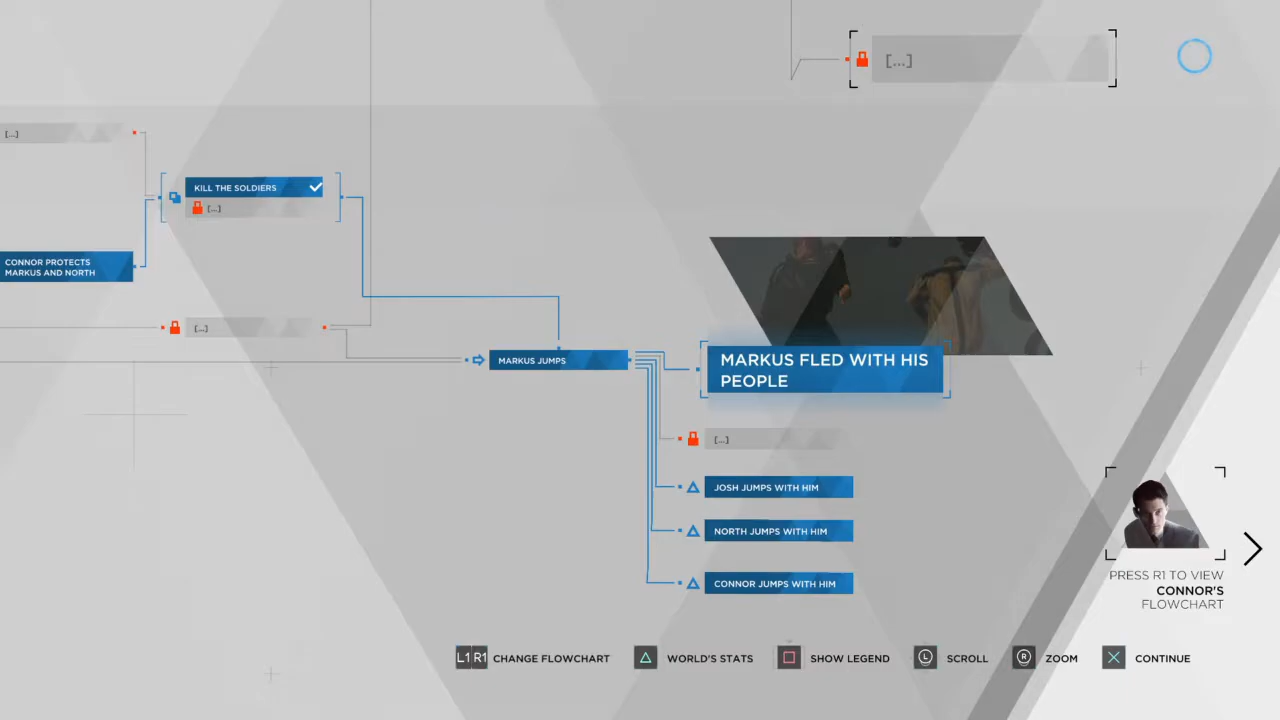 [...]
[...]
KILL THE SOLDIERS
[...]
CONNOR PROTECTS
MARKUS AND NORTH
[...]
MARKUS JUMPS
MARKUS FLED WITH HIS
PEOPLE
[...]
JOSH JUMPS WITH HIM
NORTH JUMPS WITH HIM
CONNOR JUMPS WITH HIM
PRESS R1 TO VIEW
CONNOR'S
FLOWCHART
L1 R1 CHANGE FLOWCHART
WORLD'S STATS
SHOW LEGEND
L SCROLL
R ZOOM
CONTINUE